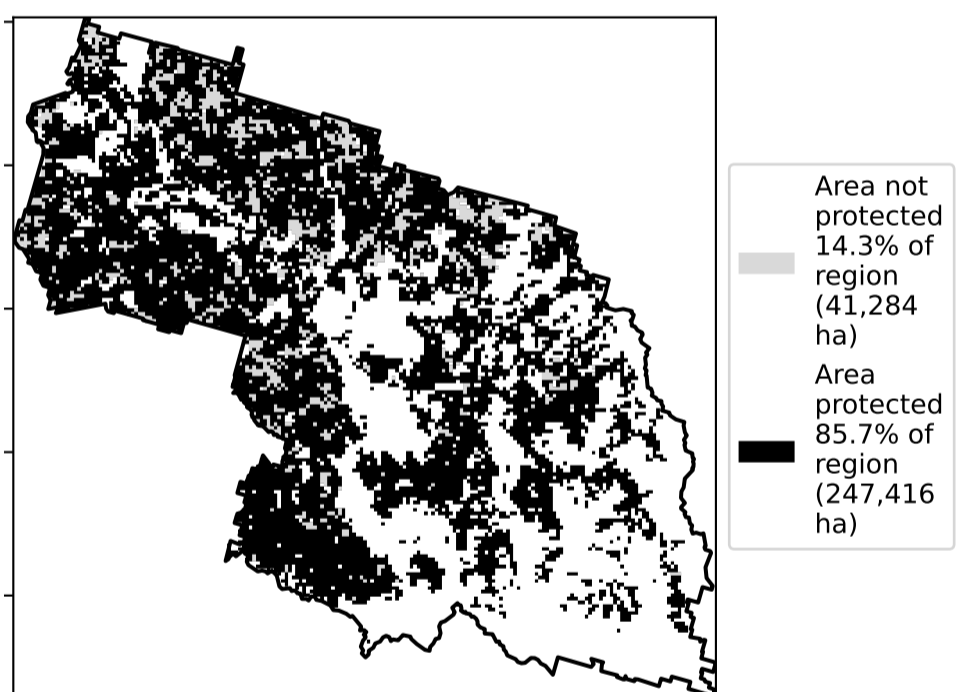 Area not
protected
14.3% of
region
(41,284
ha)
Area
protected
85.7% of
region
(247,416
ha)